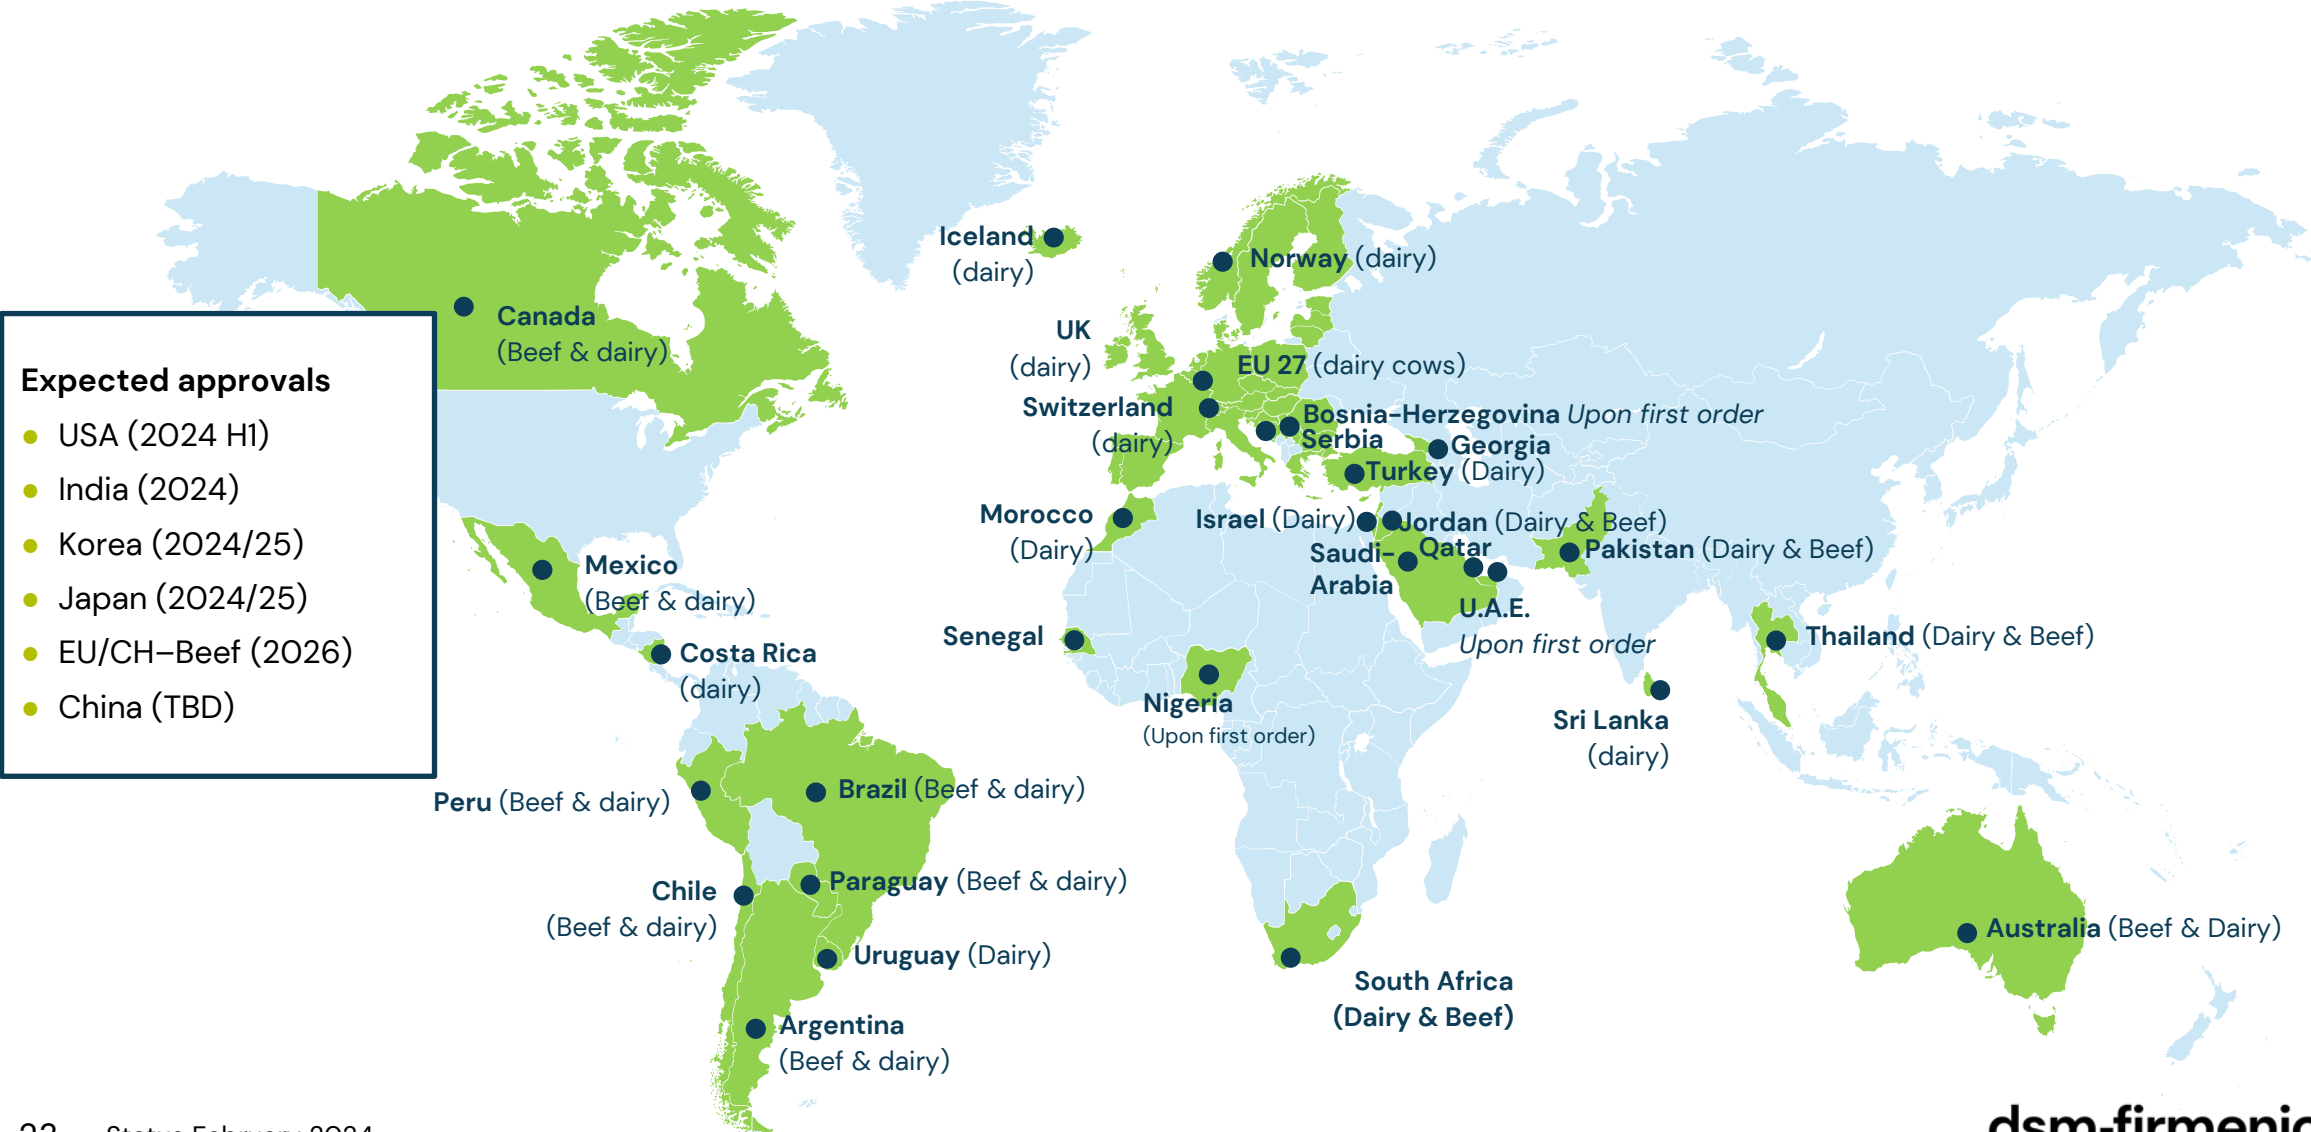 Iceland
(dairy)
Norway (dairy)
Canada
(Beef & dairy)
UK
(dairy)
EU 27 (dairy cows)
Switzerland
(dairy)
Bosnia-Herzegovina Upon first order
Serbia
Georgia
Turkey (Dairy)
Expected approvals
USA (2024 H1)
India (2024)
Korea (2024/25)
Japan (2024/25)
EU/CH–Beef (2026)
China (TBD)
Morocco
(Dairy)
Israel (Dairy)
Jordan (Dairy & Beef)
Saudi-
Arabia
Qatar
Pakistan (Dairy & Beef)
U.A.E.
Upon first order
Mexico
(Beef & dairy)
Costa Rica
(dairy)
Senegal
Nigeria
(Upon first order)
Thailand (Dairy & Beef)
Sri Lanka
(dairy)
Peru (Beef & dairy)
Brazil (Beef & dairy)
Chile
(Beef & dairy)
Paraguay (Beef & dairy)
Uruguay (Dairy)
Argentina
(Beef & dairy)
South Africa
(Dairy & Beef)
Australia (Beef & Dairy)
Status February 2024
dsm-firmenic